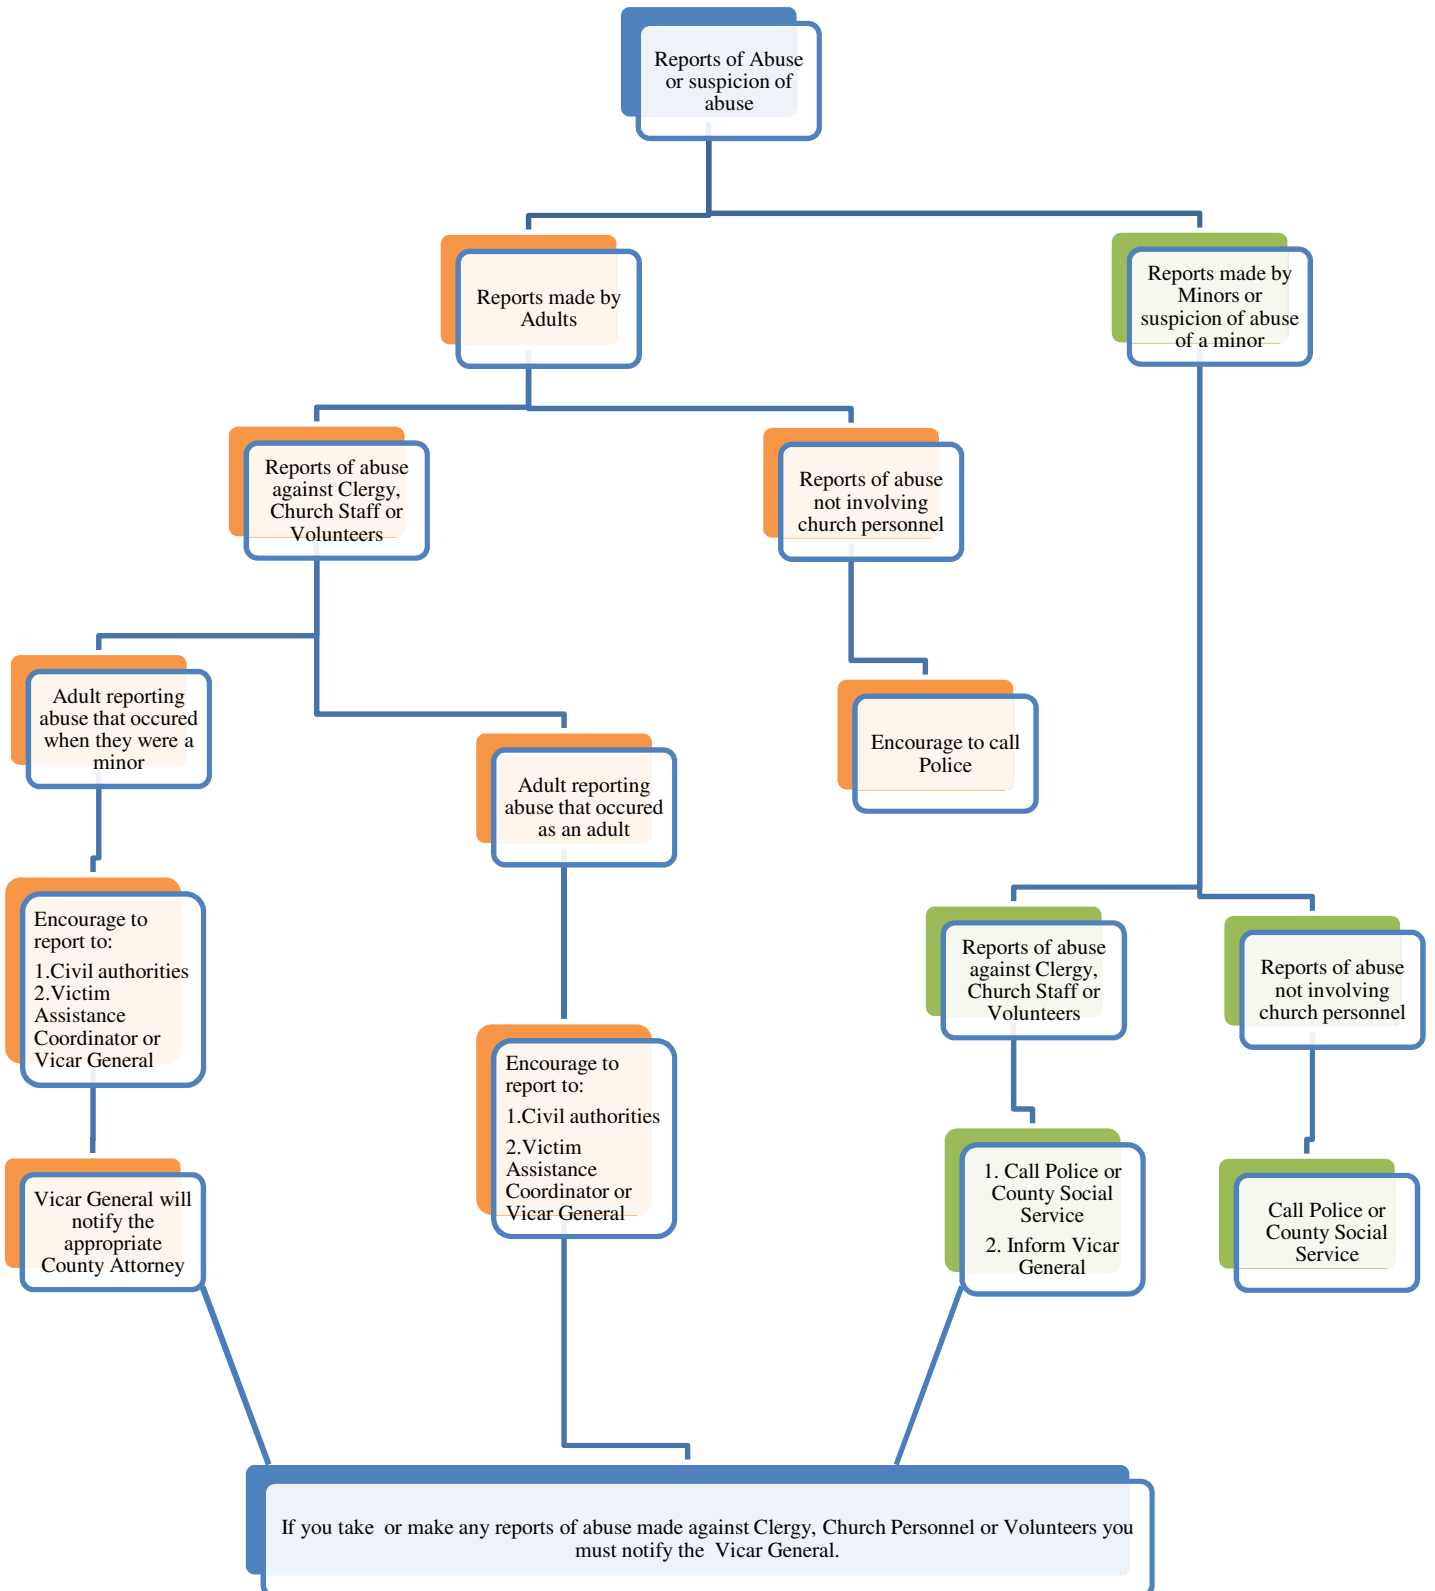 Reports of Abuse
or suspicion of
abuse
Reports made by
Adults
Reports made by
Minors or
suspicion of abuse
of a minor
Reports of abuse
against Clergy,
Church Staff or
Volunteers
Reports of abuse
not involving
church personnel
Adult reporting
abuse that occured
when they were a
minor
Adult reporting
abuse that occured
as an adult
Encourage to call
Police
Encourage to
report to:
1.Civil authorities
2.Victim
Assistance
Coordinator or
Vicar General
Reports of abuse
against Clergy,
Church Staff or
Volunteers
Reports of abuse
not involving
church personnel
Encourage to
report to:
1.Civil authorities
2.Victim
Assistance
Coordinator or
Vicar General
Vicar General will
notify the
appropriate
County Attorney
1. Call Police or
County Social
Service
2. Inform Vicar
General
Call Police or
County Social
Service
If you take  or make any reports of abuse made against Clergy, Church Personnel or Volunteers you
must notify the  Vicar General.